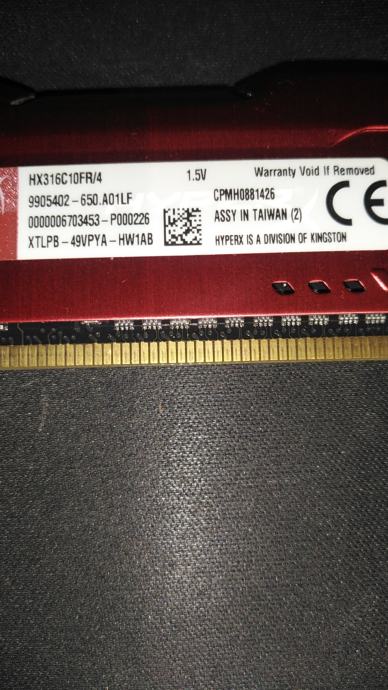 HX316C10FR/4 1.5V Warranty Void If Removed
9905402-650.A01LF CPMH0881426
0000006703453-P000226 ASSY IN TAIWAN (2)
XTLPB-49VPYA-HW1AB HYPERX IS A DIVISION OF KINGSTON
CE